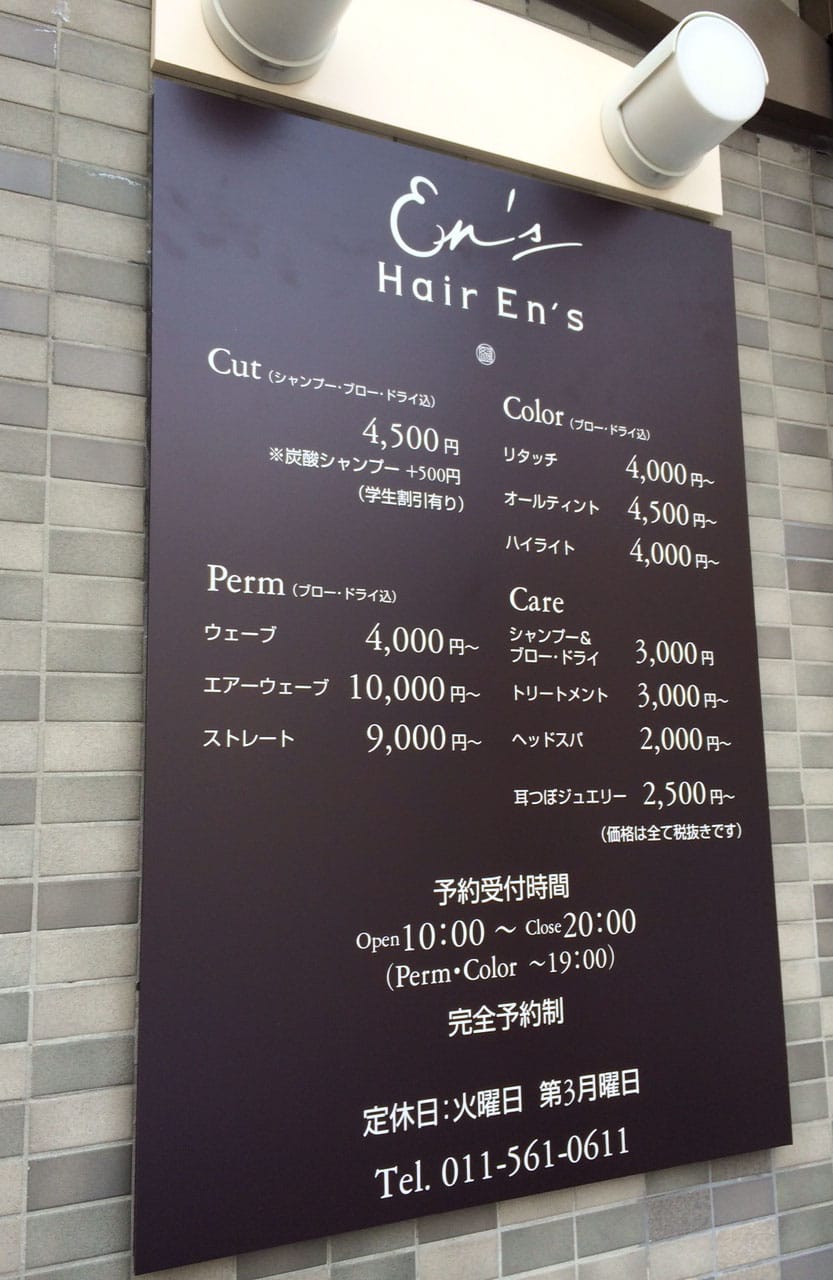 En's
Hair En's
Cut (シャンプー・ブロー・ドライ込)
4,500円
※炭酸シャンプー +500円
(学生割引有り)
Perm (ブロー・ドライ込)
ウェーブ 4,000円〜
エアーウェーブ 10,000円〜
ストレート 9,000円〜
Color (ブロー・ドライ込)
リタッチ 4,000円〜
オールティント 4,500円〜
ハイライト 4,000円〜
Care
シャンプー&
ブロー・ドライ 3,000円
トリートメント 3,000円〜
ヘッドスパ 2,000円〜
耳つぼジュエリー 2,500円〜
(価格は全て税抜きです)
予約受付時間
Open10:00 〜 Close20:00
(Perm・Color 〜19:00)
完全予約制
定休日:火曜日 第3月曜日
Tel. 011-561-0611